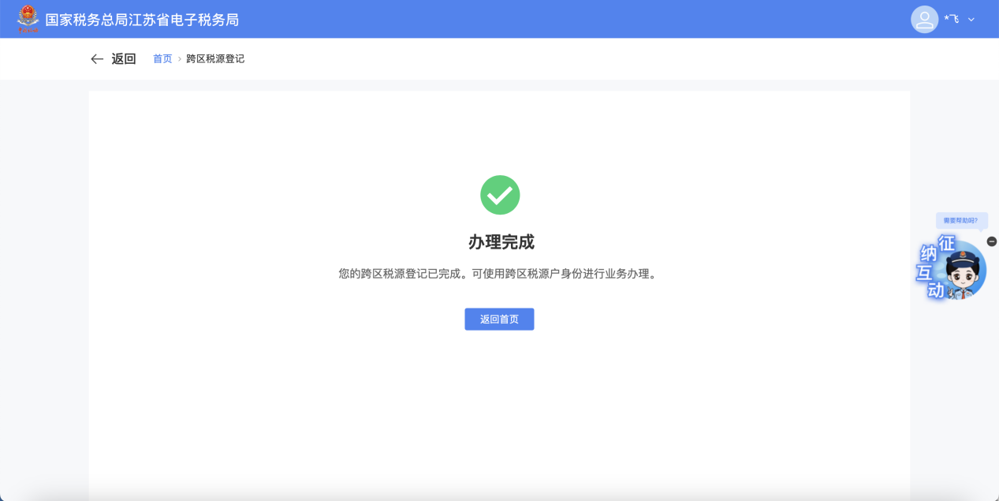 国家税务总局江苏省电子税务局
*飞
返回 首页 > 跨区税源登记
办理完成
您的跨区税源登记已完成。可使用跨区税源户身份进行业务办理。
返回首页
需要帮助吗?
征纳互动